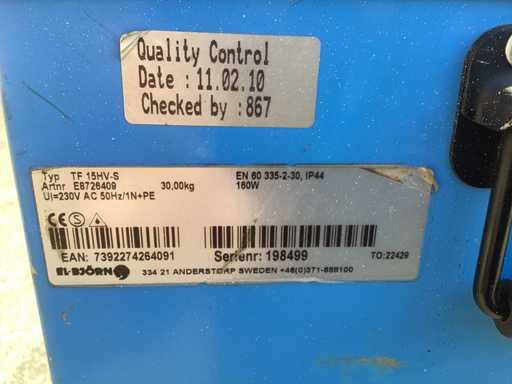 Quality Control
Date : 11.02.10
Checked by : 867
Typ TF 15HV-S EN 60 335-2-30, IP44
Artnr E8726409 30,00kg 160W
U(=230V AC 50Hz/1N+PE
EAN: 7392274264091 Serienr: 198499 TO:22429
EL-BJÖRN 334 21 ANDERSTORP SWEDEN +46(0)371-588100